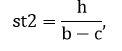 st2 = h / (b − c),